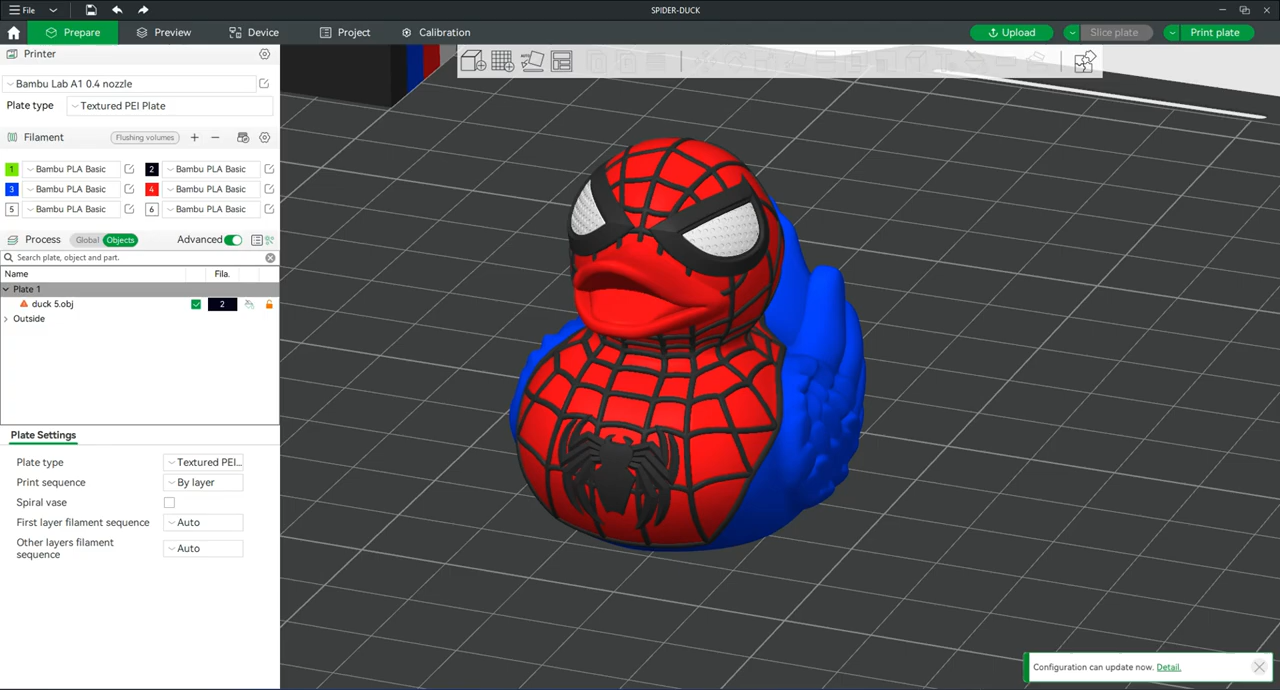 File
SPIDER-DUCK
Prepare
Preview
Device
Project
Calibration
Upload
Slice plate
Print plate
Printer
Bambu Lab A1 0.4 nozzle
Plate type
Textured PEI Plate
Filament
Flushing volumes
1 Bambu PLA Basic
2 Bambu PLA Basic
3 Bambu PLA Basic
4 Bambu PLA Basic
5 Bambu PLA Basic
6 Bambu PLA Basic
Process
Global
Objects
Advanced
Search plate, object and part.
Name
Fila.
Plate 1
duck 5.obj
2
Outside
Plate Settings
Plate type
Textured PEI...
Print sequence
By layer
Spiral vase
First layer filament sequence
Auto
Other layers filament
sequence
Auto
Configuration can update now. Detail.